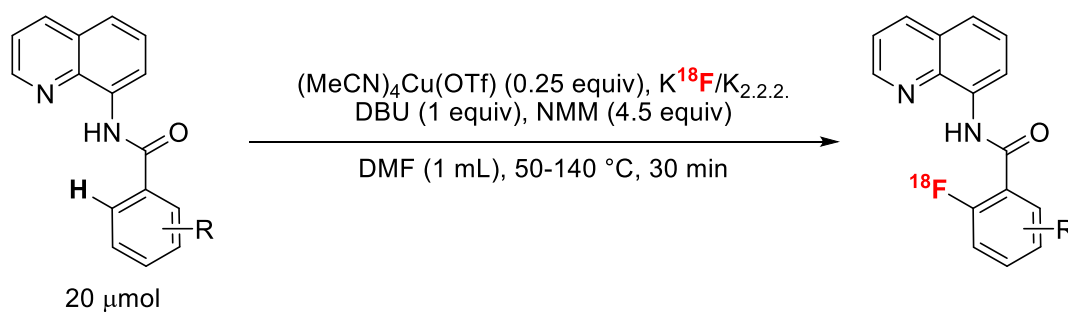 (MeCN)₄Cu(OTf) (0.25 equiv), K¹⁸F/K₂.₂.₂.
DBU (1 equiv), NMM (4.5 equiv)
DMF (1 mL), 50-140 °C, 30 min
N
HN
O
H
R
20 μmol
N
HN
O
¹⁸F
R